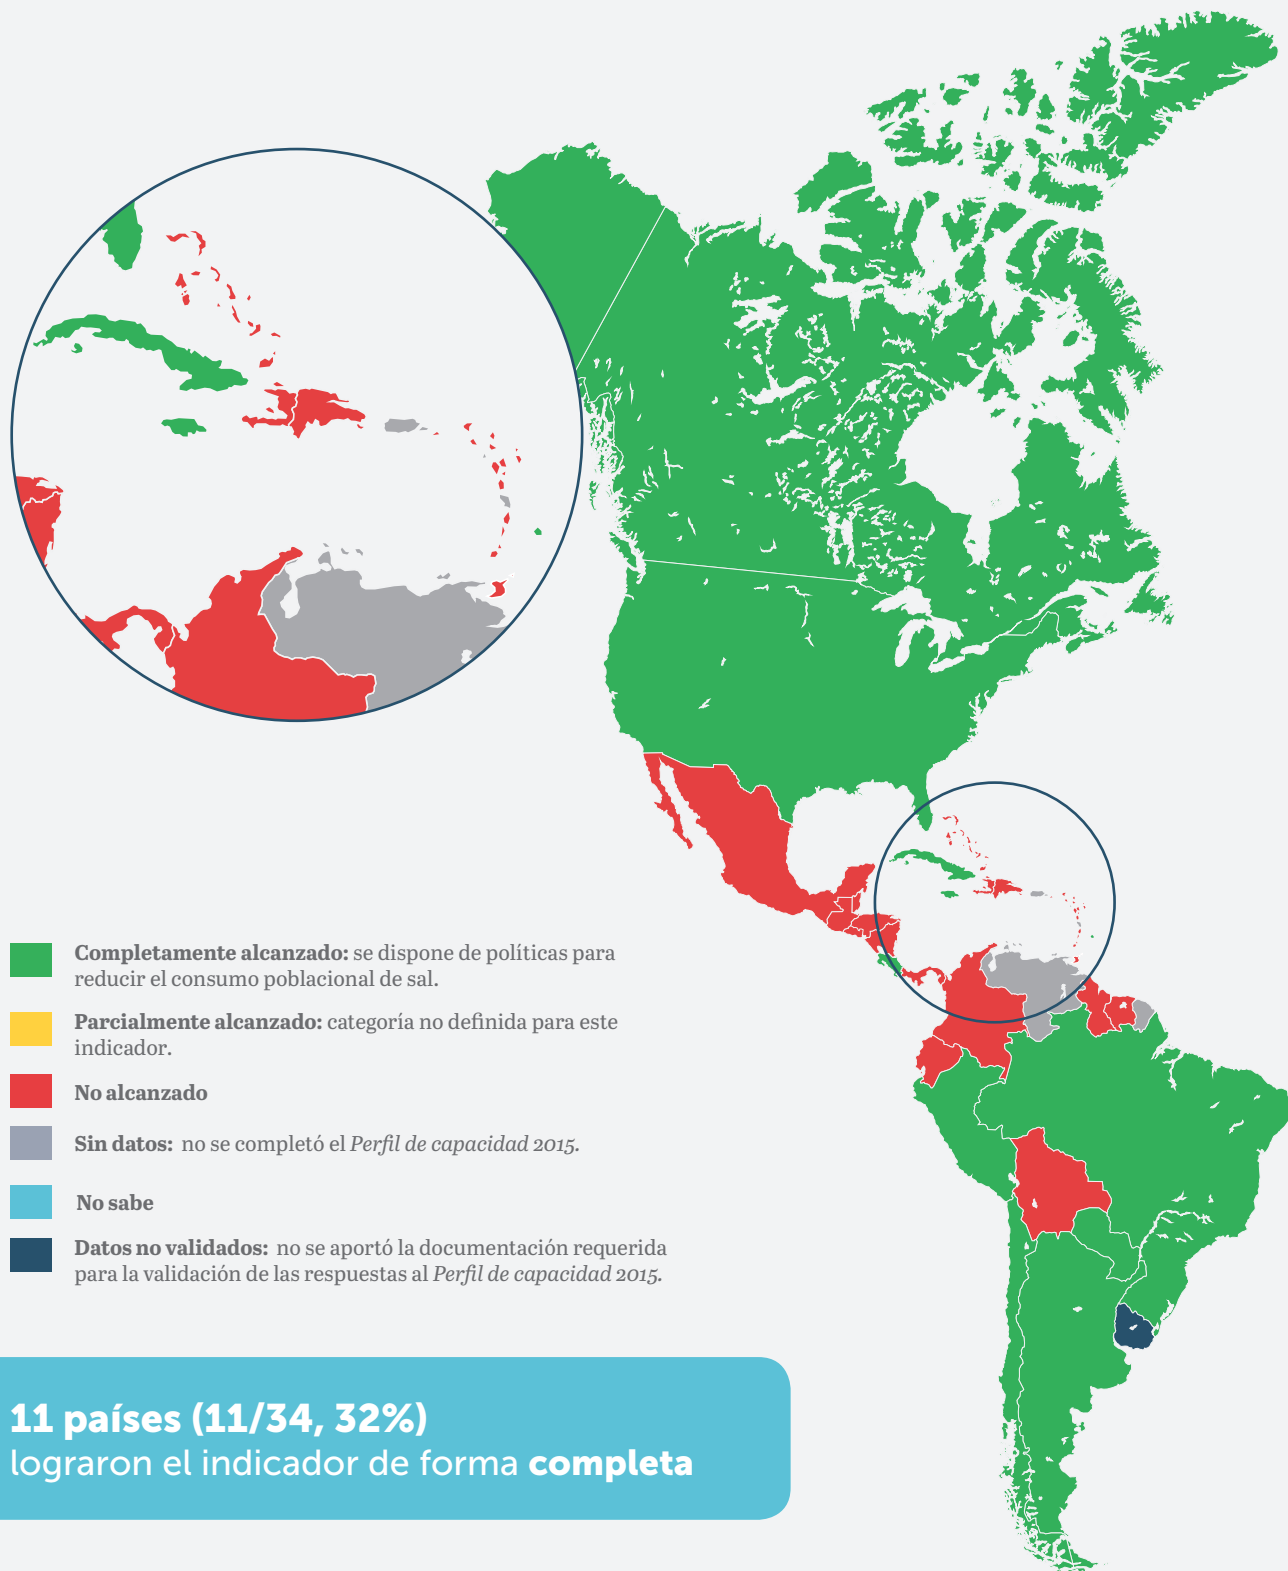 Completamente alcanzado: se dispone de políticas para
reducir el consumo poblacional de sal.
Parcialmente alcanzado: categoría no definida para este
indicador.
No alcanzado
Sin datos: no se completó el Perfil de capacidad 2015.
No sabe
Datos no validados: no se aportó la documentación requerida
para la validación de las respuestas al Perfil de capacidad 2015.
11 países (11/34, 32%)
lograron el indicador de forma completa